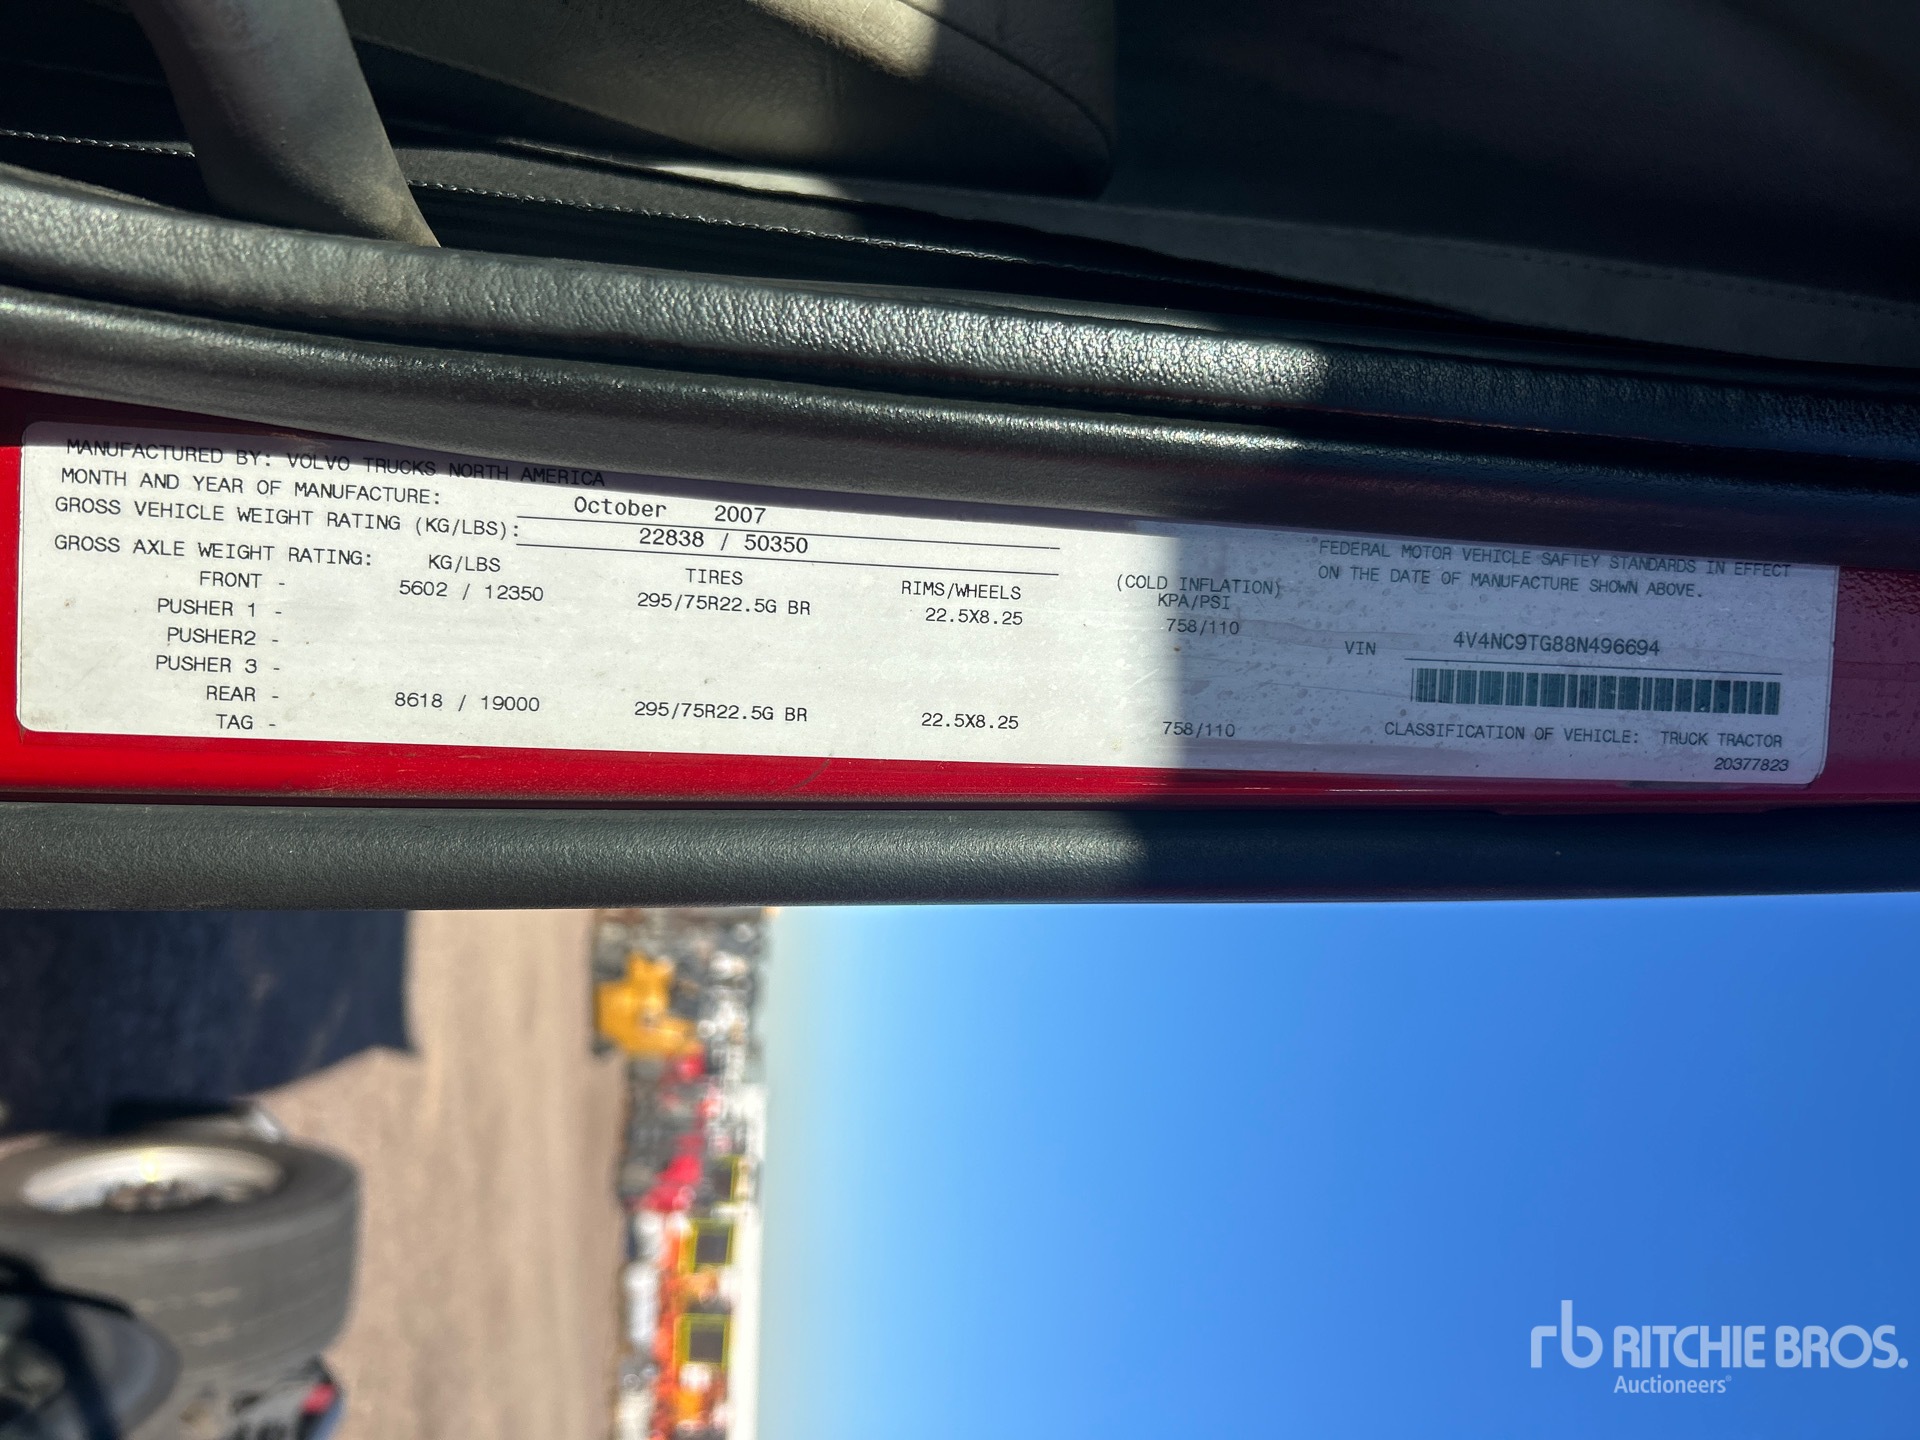 MANUFACTURED BY: VOLVO TRUCKS NORTH AMERICA
MONTH AND YEAR OF MANUFACTURE: October 2007
GROSS VEHICLE WEIGHT RATING (KG/LBS): 22838 / 50350
GROSS AXLE WEIGHT RATING: KG/LBS TIRES RIMS/WHEELS (COLD INFLATION) KPA/PSI
FRONT - 5602 / 12350 295/75R22.5G BR 22.5X8.25 758/110
PUSHER 1 -
PUSHER2 -
PUSHER 3 -
REAR - 8618 / 19000 295/75R22.5G BR 22.5X8.25 758/110
TAG -
FEDERAL MOTOR VEHICLE SAFTEY STANDARDS IN EFFECT
ON THE DATE OF MANUFACTURE SHOWN ABOVE.
VIN 4V4NC9TG88N496694
CLASSIFICATION OF VEHICLE: TRUCK TRACTOR
20377823
rb RITCHIE BROS.
Auctioneers